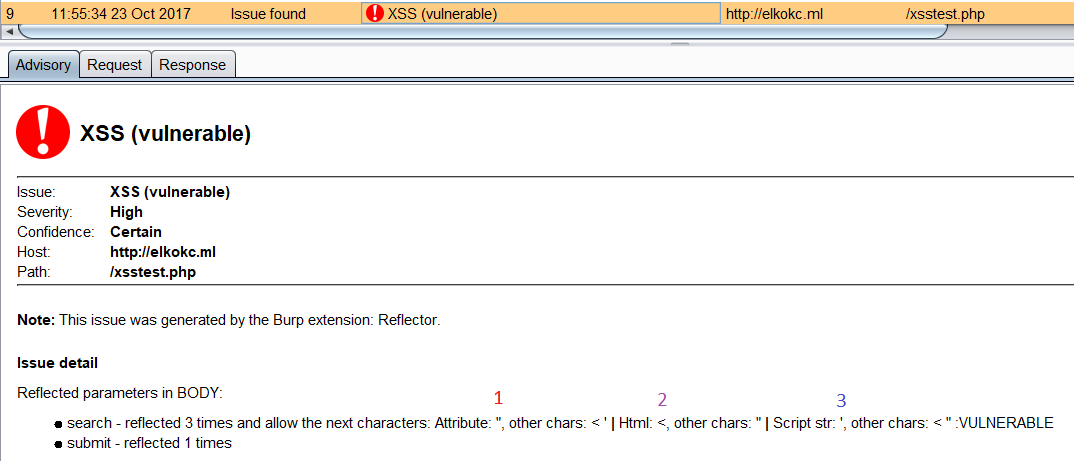 9 11:55:34 23 Oct 2017 Issue found XSS (vulnerable) http://elkokc.ml /xsstest.php
Advisory Request Response
XSS (vulnerable)
Issue: XSS (vulnerable)
Severity: High
Confidence: Certain
Host: http://elkokc.ml
Path: /xsstest.php
Note: This issue was generated by the Burp extension: Reflector.
Issue detail
Reflected parameters in BODY:
1 2 3
● search - reflected 3 times and allow the next characters: Attribute: ", other chars: < ' | Html: <, other chars: " | Script str: ', other chars: < " :VULNERABLE
● submit - reflected 1 times